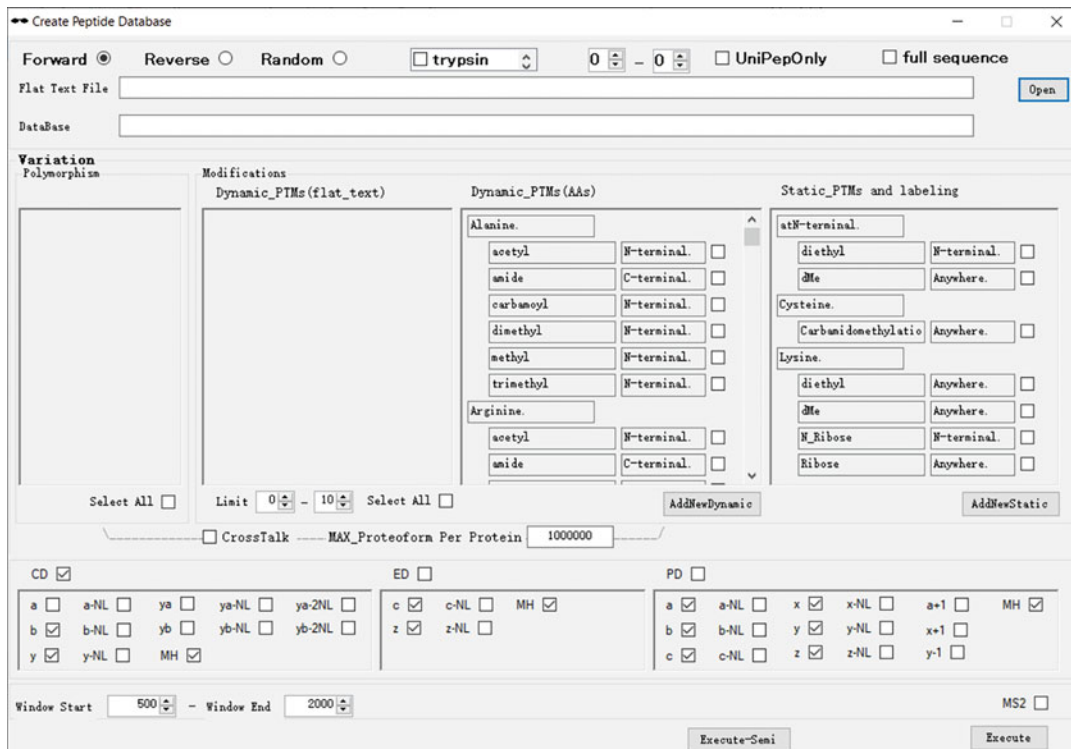 Create Peptide Database
Forward Reverse Random trypsin 0 - 0 UniPepOnly full sequence
Flat Text File Open
DataBase
Variation
Polymorphism Modifications
Dynamic_PTMs(flat_text) Dynamic_PTMs(AAs) Static_PTMs and labeling
Alanine. atN-terminal.
acetyl N-terminal. diethyl N-terminal.
amide C-terminal. dMe Anywhere.
carbamoyl N-terminal. Cysteine.
dimethyl N-terminal. Carbamidomethylatio Anywhere.
methyl N-terminal. Lysine.
trimethyl N-terminal. diethyl Anywhere.
Arginine. dMe Anywhere.
acetyl N-terminal. N_Ribose N-terminal.
amide C-terminal. Ribose Anywhere.
Select All Limit 0 - 10 Select All AddNewDynamic AddNewStatic
CrossTalk MAX_Proteoform Per Protein 1000000
CD ED PD
a a-NL ya ya-NL ya-2NL c c-NL MH a a-NL x x-NL a+1 MH
b b-NL yb yb-NL yb-2NL z z-NL b b-NL y y-NL x+1
y y-NL MH c c-NL z z-NL y-1
Window Start 500 - Window End 2000 MS2
Execute-Semi Execute